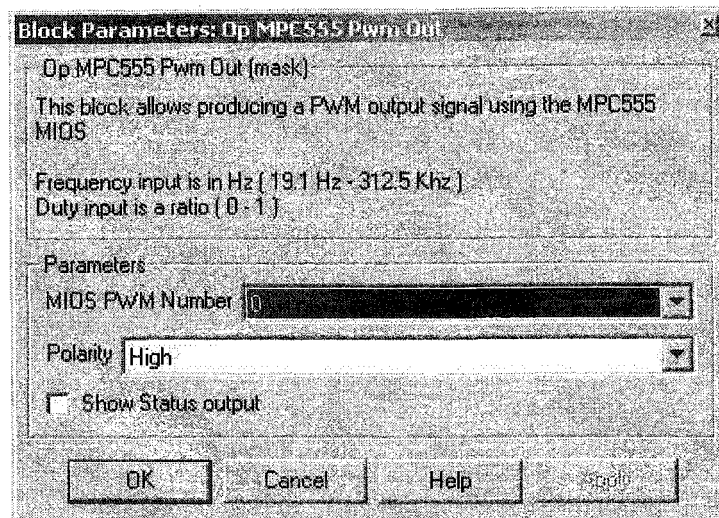 Block Parameters: Op MPC555 Pwm Out
Op MPC555 Pwm Out (mask)
This block allows producing a PWM output signal using the MPC555
MIOS
Frequency input is in Hz ( 19.1 Hz - 312.5 Khz )
Duty input is a ratio ( 0 - 1 )
Parameters
MIOS PWM Number 0
Polarity High
Show Status output
OK Cancel Help Apply